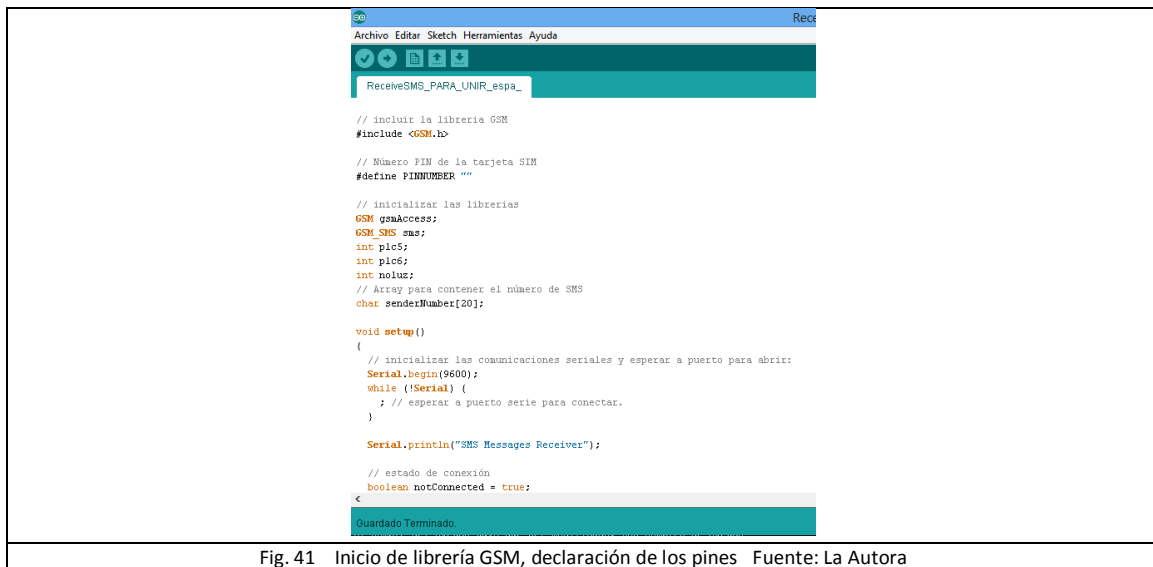 Rece
Archivo Editar Sketch Herramientas Ayuda
ReceiveSMS_PARA_UNIR_espa_
// incluir la libreria GSM
#include <GSM.h>
// Número PIN de la tarjeta SIM
#define PINNUMBER ""
// inicializar las librerias
GSM gsmAccess;
GSM_SMS sms;
int plc5;
int plc6;
int noluz;
// Array para contener el número de SMS
char senderNumber[20];
void setup()
{
// inicializar las comunicaciones seriales y esperar a puerto para abrir:
Serial.begin(9600);
while (!Serial) {
; // esperar a puerto serie para conectar.
}
Serial.println("SMS Messages Receiver");
// estado de conexión
boolean notConnected = true;
Guardado Terminado.
Fig. 41 Inicio de librería GSM, declaración de los pines Fuente: La Autora